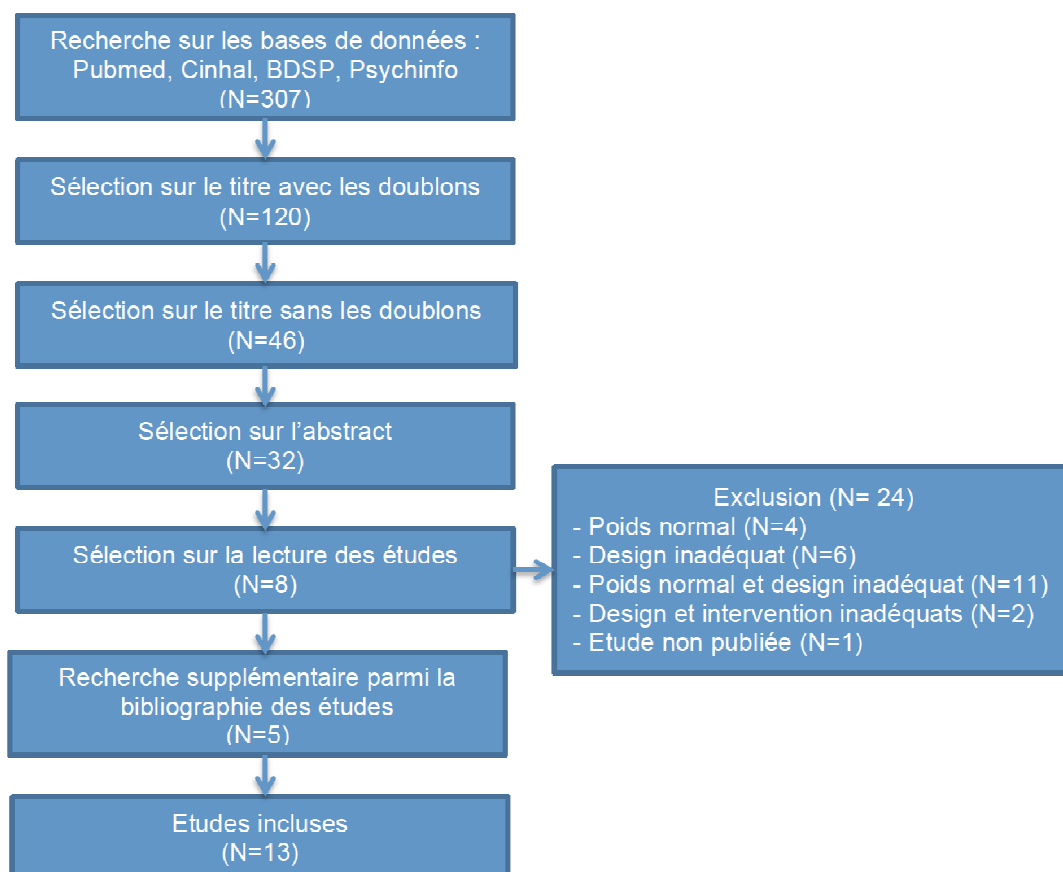 Recherche sur les bases de données :
Pubmed, Cinhal, BDSP, Psychinfo
(N=307)
Sélection sur le titre avec les doublons
(N=120)
Sélection sur le titre sans les doublons
(N=46)
Sélection sur l’abstract
(N=32)
Sélection sur la lecture des études
(N=8)
Exclusion (N= 24)
- Poids normal (N=4)
- Design inadéquat (N=6)
- Poids normal et design inadéquat (N=11)
- Design et intervention inadéquats (N=2)
- Etude non publiée (N=1)
Recherche supplémentaire parmi la
bibliographie des études
(N=5)
Etudes incluses
(N=13)